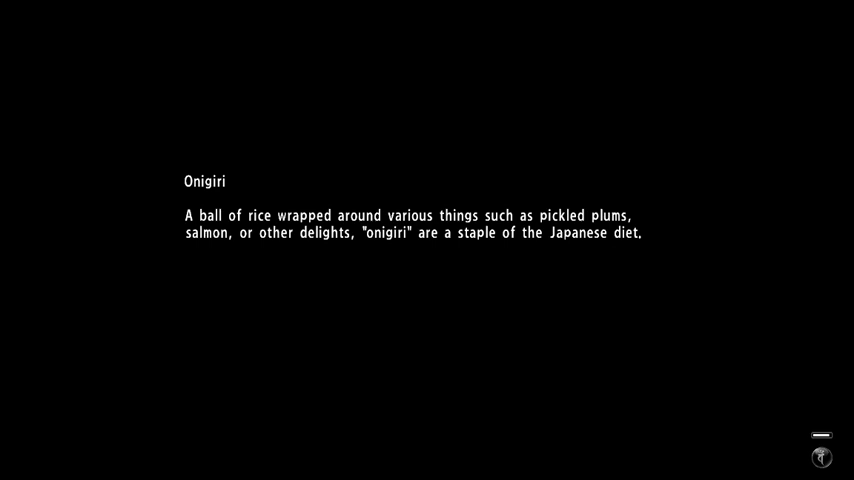 Onigiri
A ball of rice wrapped around various things such as pickled plums,
salmon, or other delights, "onigiri" are a staple of the Japanese diet.